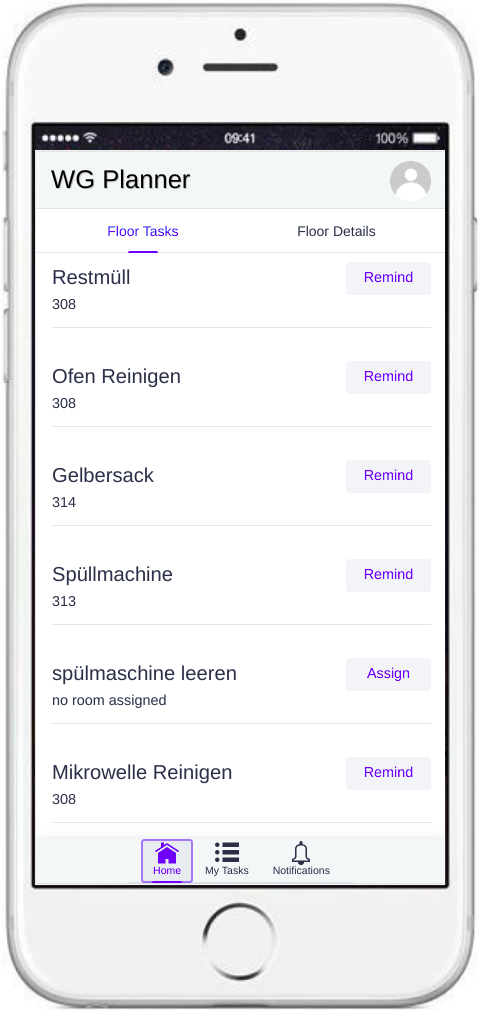 09:41 100%
WG Planner
Floor Tasks Floor Details
Restmüll Remind
308
Ofen Reinigen Remind
308
Gelbersack Remind
314
Spüllmachine Remind
313
spülmaschine leeren Assign
no room assigned
Mikrowelle Reinigen Remind
308
Home My Tasks Notifications